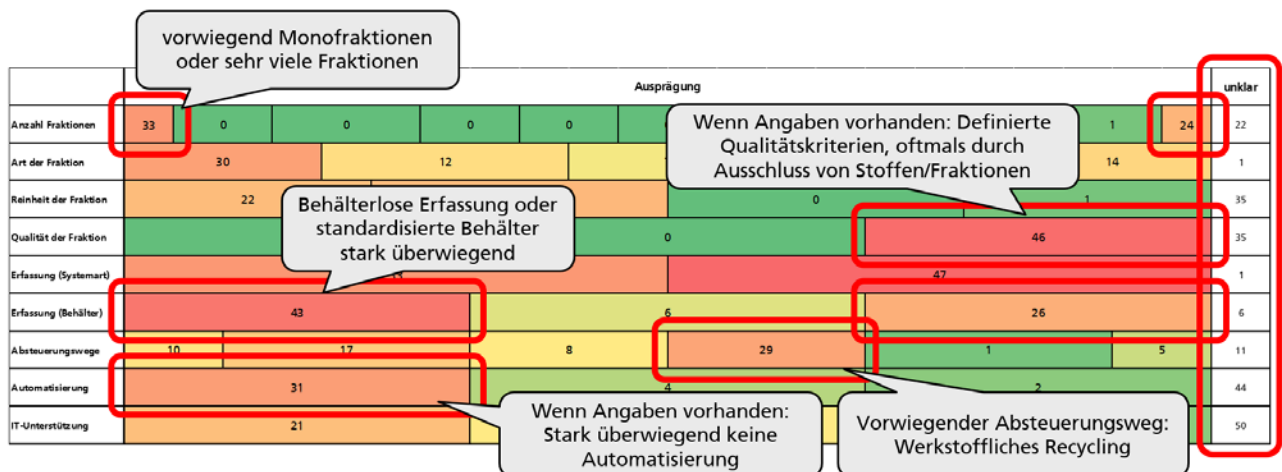 vorwiegend Monofraktionen
oder sehr viele Fraktionen
Ausprägung
unklar
Anzahl Fraktionen 33 0 0 0 0 1 24 22
Wenn Angaben vorhanden: Definierte
Qualitätskriterien, oftmals durch
Ausschluss von Stoffen/Fraktionen
Art der Fraktion 30 12 14 1
Reinheit der Fraktion 22 0 1 35
Behälterlose Erfassung oder
standardisierte Behälter
stark überwiegend
Qualität der Fraktion 0 46 35
Erfassung (Systemart) 47 1
Erfassung (Behälter) 43 6 26 6
Absteuerungswege 10 17 8 29 1 5 11
Automatisierung 31 4 2 44
IT-Unterstützung 21 50
Wenn Angaben vorhanden:
Stark überwiegend keine
Automatisierung
Vorwiegender Absteuerungsweg:
Werkstoffliches Recycling